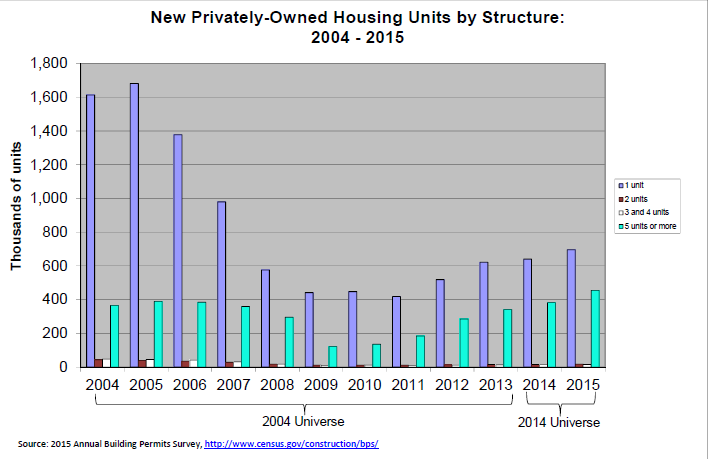 New Privately-Owned Housing Units by Structure:
2004 - 2015
Thousands of units
1,800
1,600
1,400
1,200
1,000
800
600
400
200
0
2004 2005 2006 2007 2008 2009 2010 2011 2012 2013 2014 2015
1 unit
2 units
3 and 4 units
5 units or more
2004 Universe 2014 Universe
Source: 2015 Annual Building Permits Survey, http://www.census.gov/construction/bps/